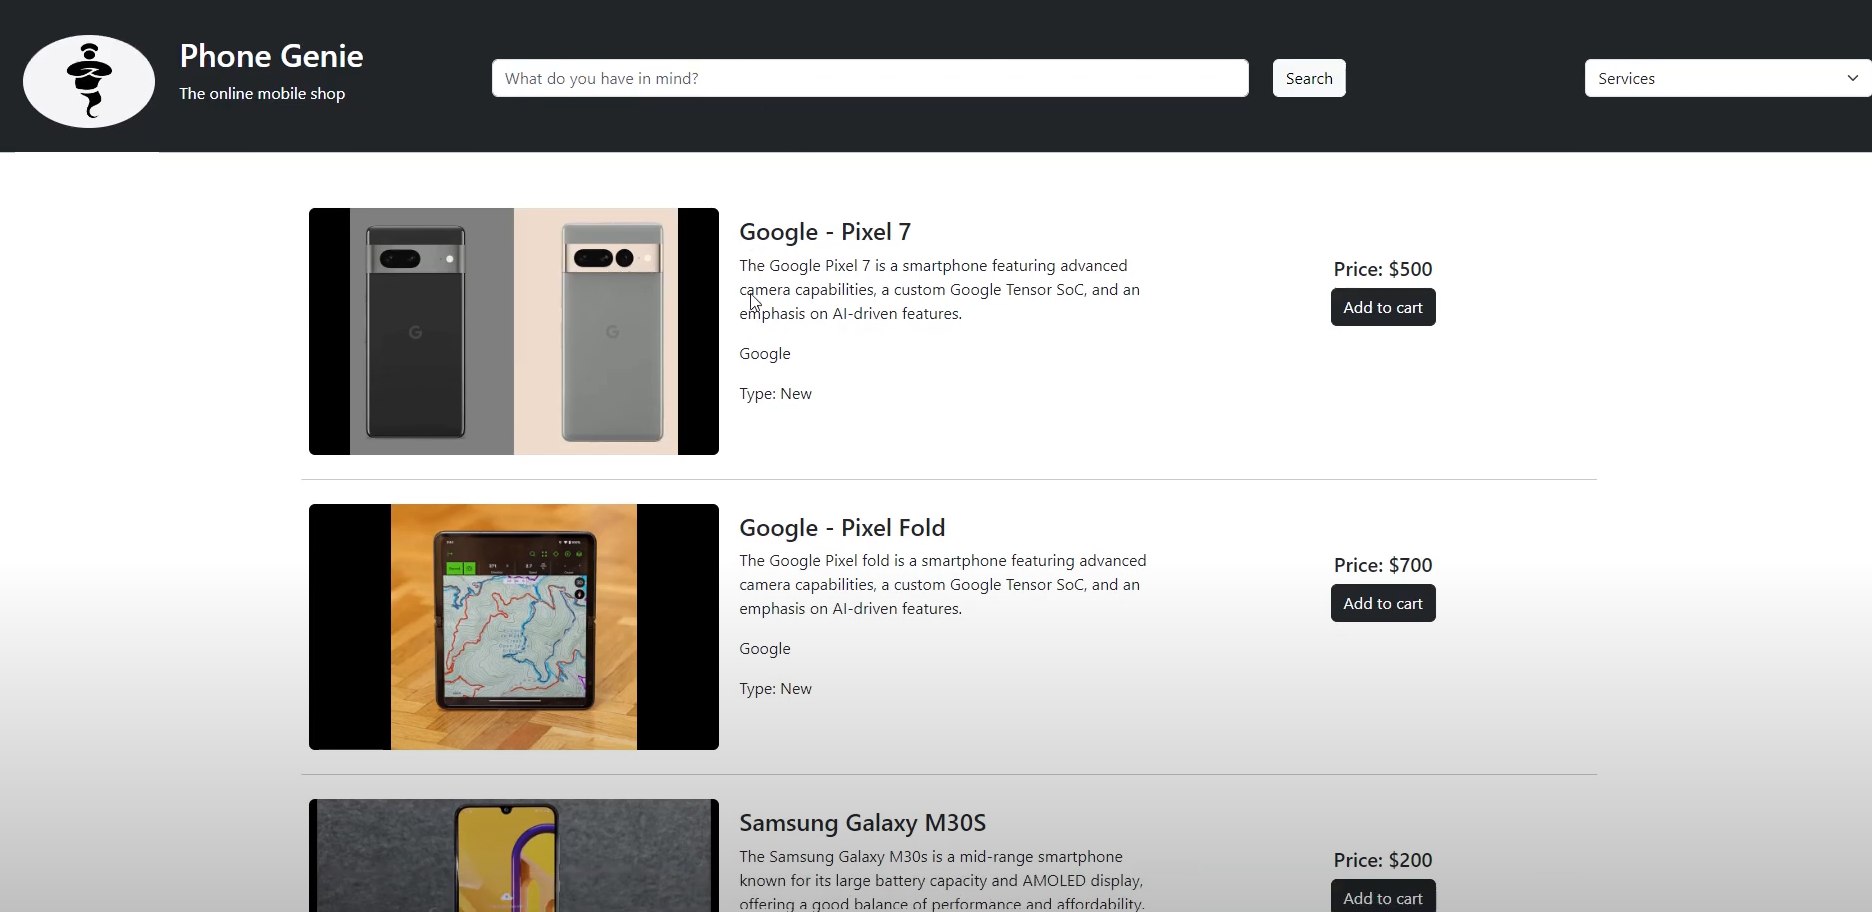 Phone Genie
The online mobile shop
What do you have in mind?
Search
Services
Google - Pixel 7
The Google Pixel 7 is a smartphone featuring advanced
camera capabilities, a custom Google Tensor SoC, and an
emphasis on AI-driven features.
Google
Type: New
Price: $500
Add to cart
Google - Pixel Fold
The Google Pixel fold is a smartphone featuring advanced
camera capabilities, a custom Google Tensor SoC, and an
emphasis on AI-driven features.
Google
Type: New
Price: $700
Add to cart
Samsung Galaxy M30S
The Samsung Galaxy M30s is a mid-range smartphone
known for its large battery capacity and AMOLED display,
offering a good balance of performance and affordability.
Price: $200
Add to cart